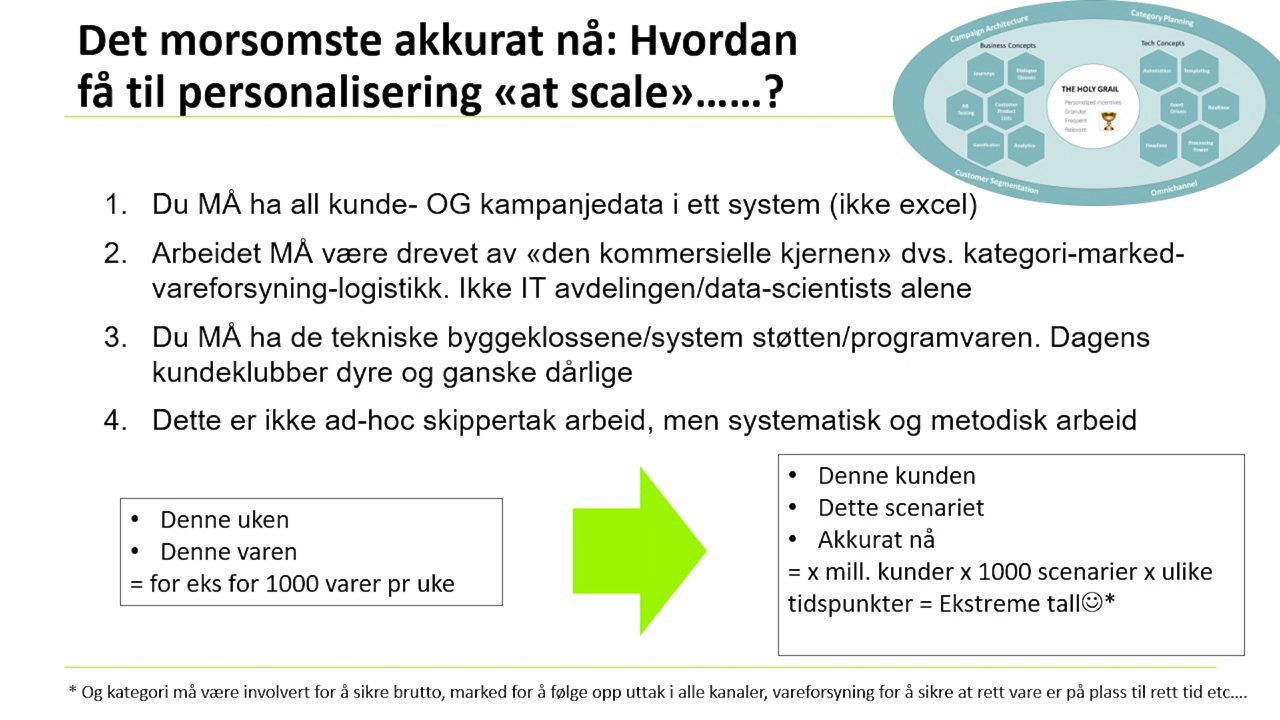 Det morsomste akkurat nå: Hvordan
få til personalisering «at scale»......?
Campaign Architecture
Category Planning
Business Concepts
Tech Concepts
Journeys
Dialogue Queues
AB Testing
Customer Product Lists
Gamification
Analytics
THE HOLY GRAIL
Personalized incentives
Granular
Frequent
Relevant
Automation
Templating
Event Driven
Realtime
Headless
Processing Power
Customer Segmentation
Omnichannel
1. Du MÅ ha all kunde- OG kampanjedata i ett system (ikke excel)
2. Arbeidet MÅ være drevet av «den kommersielle kjernen» dvs. kategori-marked-
vareforsyning-logistikk. Ikke IT avdelingen/data-scientists alene
3. Du MÅ ha de tekniske byggeklossene/system støtten/programvaren. Dagens
kundeklubber dyre og ganske dårlige
4. Dette er ikke ad-hoc skippertak arbeid, men systematisk og metodisk arbeid
• Denne uken
• Denne varen
= for eks for 1000 varer pr uke
• Denne kunden
• Dette scenariet
• Akkurat nå
= x mill. kunder x 1000 scenarier x ulike
tidspunkter = Ekstreme tall☺*
* Og kategori må være involvert for å sikre brutto, marked for å følge opp uttak i alle kanaler, vareforsyning for å sikre at rett vare er på plass til rett tid etc....